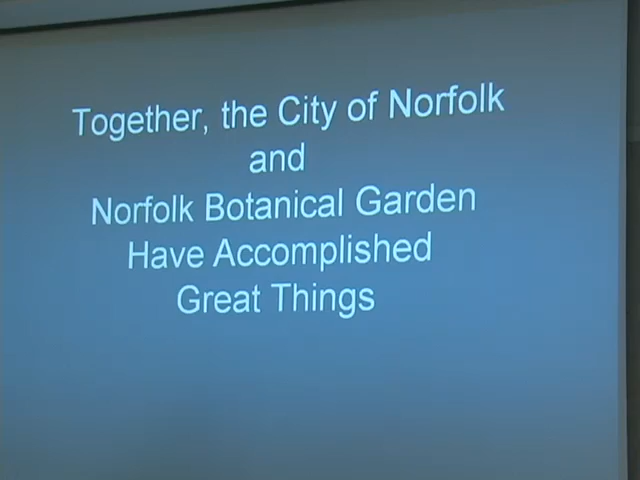 Together, the City of Norfolk
and
Norfolk Botanical Garden
Have Accomplished
Great Things